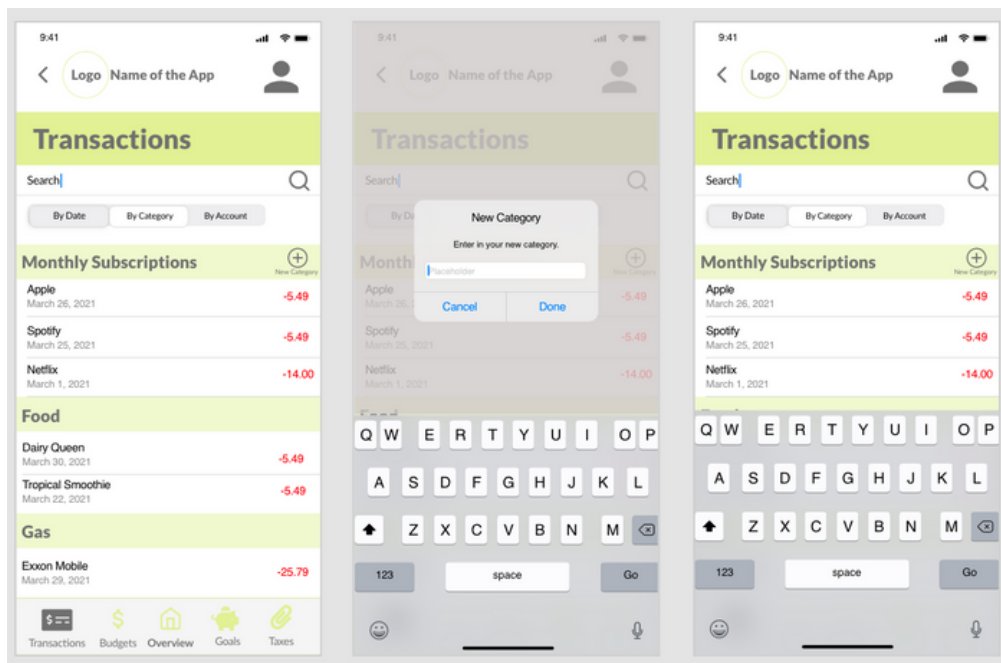 9:41
Logo Name of the App
Transactions
Search
By Date By Category By Account
Monthly Subscriptions
New Category
Apple
March 26, 2021
-5.49
Spotify
March 25, 2021
-5.49
Netflix
March 1, 2021
-14.00
Food
Dairy Queen
March 30, 2021
-5.49
Tropical Smoothie
March 22, 2021
-5.49
Gas
Exxon Mobile
March 29, 2021
-25.79
Transactions Budgets Overview Goals Taxes
9:41
Logo Name of the App
Transactions
Search
By Da
New Category
Enter in your new category.
Placeholder
Cancel Done
Month
New Category
Apple
March 26, 2
-5.49
Spotify
March 25, 2021
-5.49
Netflix
March 1, 2021
-14.00
Food
Q W E R T Y U I O P
A S D F G H J K L
Z X C V B N M
123 space Go
9:41
Logo Name of the App
Transactions
Search
By Date By Category By Account
Monthly Subscriptions
New Category
Apple
March 26, 2021
-5.49
Spotify
March 25, 2021
-5.49
Netflix
March 1, 2021
-14.00
Q W E R T Y U I O P
A S D F G H J K L
Z X C V B N M
123 space Go